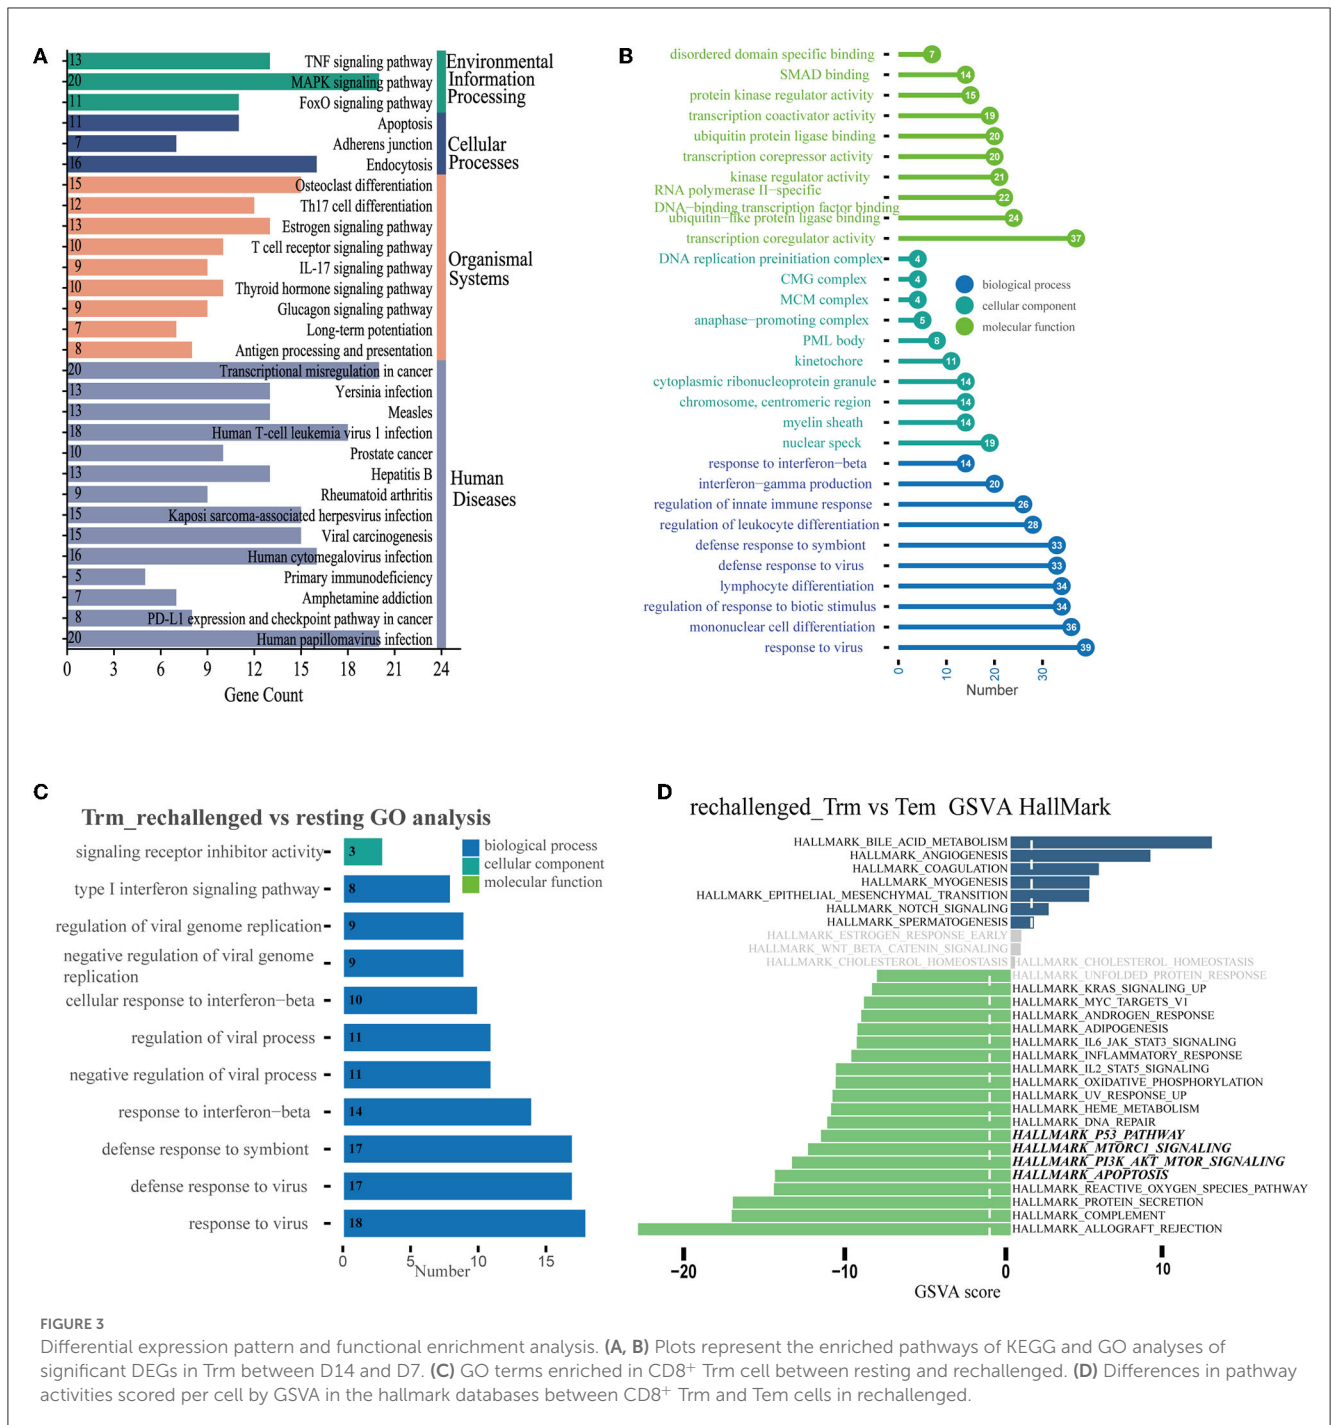 A
13 TNF signaling pathway
20 MAPK signaling pathway
11 FoxO signaling pathway
11 Apoptosis
7 Adherens junction
16 Endocytosis
15 Osteoclast differentiation
12 Th17 cell differentiation
13 Estrogen signaling pathway
10 T cell receptor signaling pathway
9 IL-17 signaling pathway
10 Thyroid hormone signaling pathway
9 Glucagon signaling pathway
7 Long-term potentiation
8 Antigen processing and presentation
20 Transcriptional misregulation in cancer
13 Yersinia infection
13 Measles
18 Human T-cell leukemia virus 1 infection
10 Prostate cancer
13 Hepatitis B
9 Rheumatoid arthritis
15 Kaposi sarcoma-associated herpesvirus infection
15 Viral carcinogenesis
16 Human cytomegalovirus infection
5 Primary immunodeficiency
7 Amphetamine addiction
8 PD-L1 expression and checkpoint pathway in cancer
20 Human papillomavirus infection
Environmental
Information
Processing
Cellular
Processes
Organismal
Systems
Human
Diseases
0 3 6 9 12 15 18 21 24
Gene Count
B
disordered domain specific binding 7
SMAD binding 14
protein kinase regulator activity 15
transcription coactivator activity 19
ubiquitin protein ligase binding 20
transcription corepressor activity 20
kinase regulator activity 21
RNA polymerase II−specific
DNA−binding transcription factor binding 22
ubiquitin−like protein ligase binding 24
transcription coregulator activity 37
DNA replication preinitiation complex 4
CMG complex 4
MCM complex 4
anaphase−promoting complex 5
PML body 8
kinetochore 11
cytoplasmic ribonucleoprotein granule 14
chromosome, centromeric region 14
myelin sheath 14
nuclear speck 19
response to interferon−beta 14
interferon−gamma production 20
regulation of innate immune response 26
regulation of leukocyte differentiation 28
defense response to symbiont 33
defense response to virus 33
lymphocyte differentiation 34
regulation of response to biotic stimulus 34
mononuclear cell differentiation 36
response to virus 39
biological process
cellular component
molecular function
0 10 20 30
Number
C
Trm_rechallenged vs resting GO analysis
signaling receptor inhibitor activity 3
type I interferon signaling pathway 8
regulation of viral genome replication 9
negative regulation of viral genome
replication 9
cellular response to interferon−beta 10
regulation of viral process 11
negative regulation of viral process 11
response to interferon−beta 14
defense response to symbiont 17
defense response to virus 17
response to virus 18
biological process
cellular component
molecular function
0 5 10 15
Number
D
rechallenged_Trm vs Tem GSVA HallMark
HALLMARK_BILE_ACID_METABOLISM
HALLMARK_ANGIOGENESIS
HALLMARK_COAGULATION
HALLMARK_MYOGENESIS
HALLMARK_EPITHELIAL_MESENCHYMAL_TRANSITION
HALLMARK_NOTCH_SIGNALING
HALLMARK_SPERMATOGENESIS
HALLMARK_ESTROGEN_RESPONSE_EARLY
HALLMARK_WNT_BETA_CATENIN_SIGNALING
HALLMARK_CHOLESTEROL_HOMEOSTASIS HALLMARK_CHOLESTEROL_HOMEOSTASIS
HALLMARK_UNFOLDED_PROTEIN_RESPONSE
HALLMARK_KRAS_SIGNALING_UP
HALLMARK_MYC_TARGETS_V1
HALLMARK_ANDROGEN_RESPONSE
HALLMARK_ADIPOGENESIS
HALLMARK_IL6_JAK_STAT3_SIGNALING
HALLMARK_INFLAMMATORY_RESPONSE
HALLMARK_IL2_STAT5_SIGNALING
HALLMARK_OXIDATIVE_PHOSPHORYLATION
HALLMARK_UV_RESPONSE_UP
HALLMARK_HEME_METABOLISM
HALLMARK_DNA_REPAIR
HALLMARK_P53_PATHWAY
HALLMARK_MTORC1_SIGNALING
HALLMARK_PI3K_AKT_MTOR_SIGNALING
HALLMARK_APOPTOSIS
HALLMARK_REACTIVE_OXYGEN_SPECIES_PATHWAY
HALLMARK_PROTEIN_SECRETION
HALLMARK_COMPLEMENT
HALLMARK_ALLOGRAFT_REJECTION
−20 −10 0 10
GSVA score
FIGURE 3
Differential expression pattern and functional enrichment analysis. (A, B) Plots represent the enriched pathways of KEGG and GO analyses of
significant DEGs in Trm between D14 and D7. (C) GO terms enriched in CD8+ Trm cell between resting and rechallenged. (D) Differences in pathway
activities scored per cell by GSVA in the hallmark databases between CD8+ Trm and Tem cells in rechallenged.